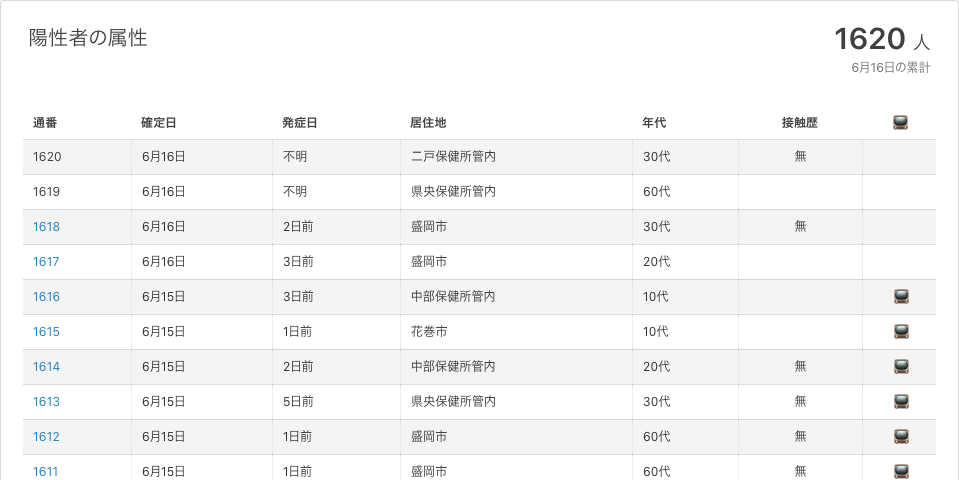 陽性者の属性
1620 人
6月16日の累計
通番 確定日 発症日 居住地 年代 接触歴
1620 6月16日 不明 二戸保健所管内 30代 無
1619 6月16日 不明 県央保健所管内 60代
1618 6月16日 2日前 盛岡市 30代 無
1617 6月16日 3日前 盛岡市 20代
1616 6月15日 3日前 中部保健所管内 10代
1615 6月15日 1日前 花巻市 10代
1614 6月15日 2日前 中部保健所管内 20代 無
1613 6月15日 5日前 県央保健所管内 30代 無
1612 6月15日 1日前 盛岡市 60代 無
1611 6月15日 1日前 盛岡市 60代 無